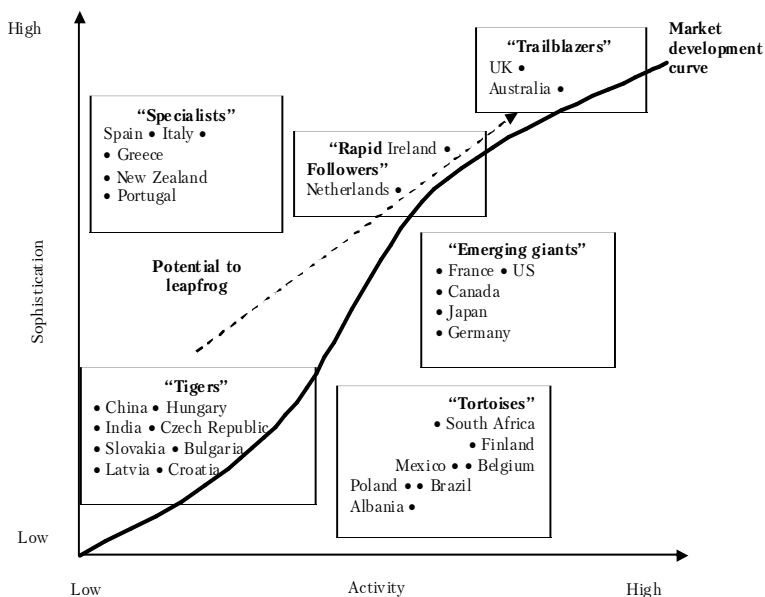 High
Market
development
curve
“Trailblazers”
UK •
Australia •
“Specialists”
Spain • Italy •
• Greece
• New Zealand
• Portugal
“Rapid Ireland •
Followers”
Netherlands •
“Emerging giants”
• France • US
• Canada
• Japan
• Germany
Potential to
leapfrog
Sophistication
“Tigers”
• China • Hungary
• India • Czech Republic
• Slovakia • Bulgaria
• Latvia • Croatia
“Tortoises”
• South Africa
• Finland
Mexico • • Belgium
Poland • • Brazil
Albania •
Low
Low
Activity
High